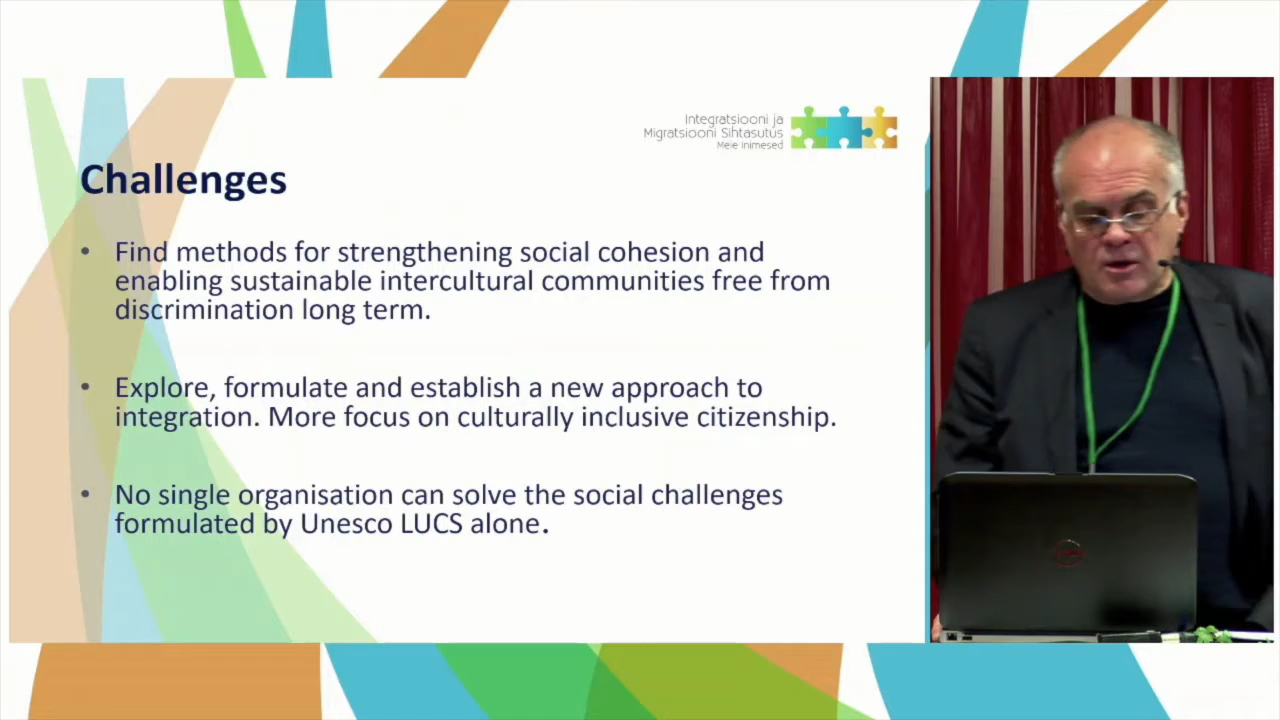 Integratsiooni ja
Migratsiooni Sihtasutus
Meie inimesed
Challenges
• Find methods for strengthening social cohesion and
enabling sustainable intercultural communities free from
discrimination long term.
• Explore, formulate and establish a new approach to
integration. More focus on culturally inclusive citizenship.
• No single organisation can solve the social challenges
formulated by Unesco LUCS alone.